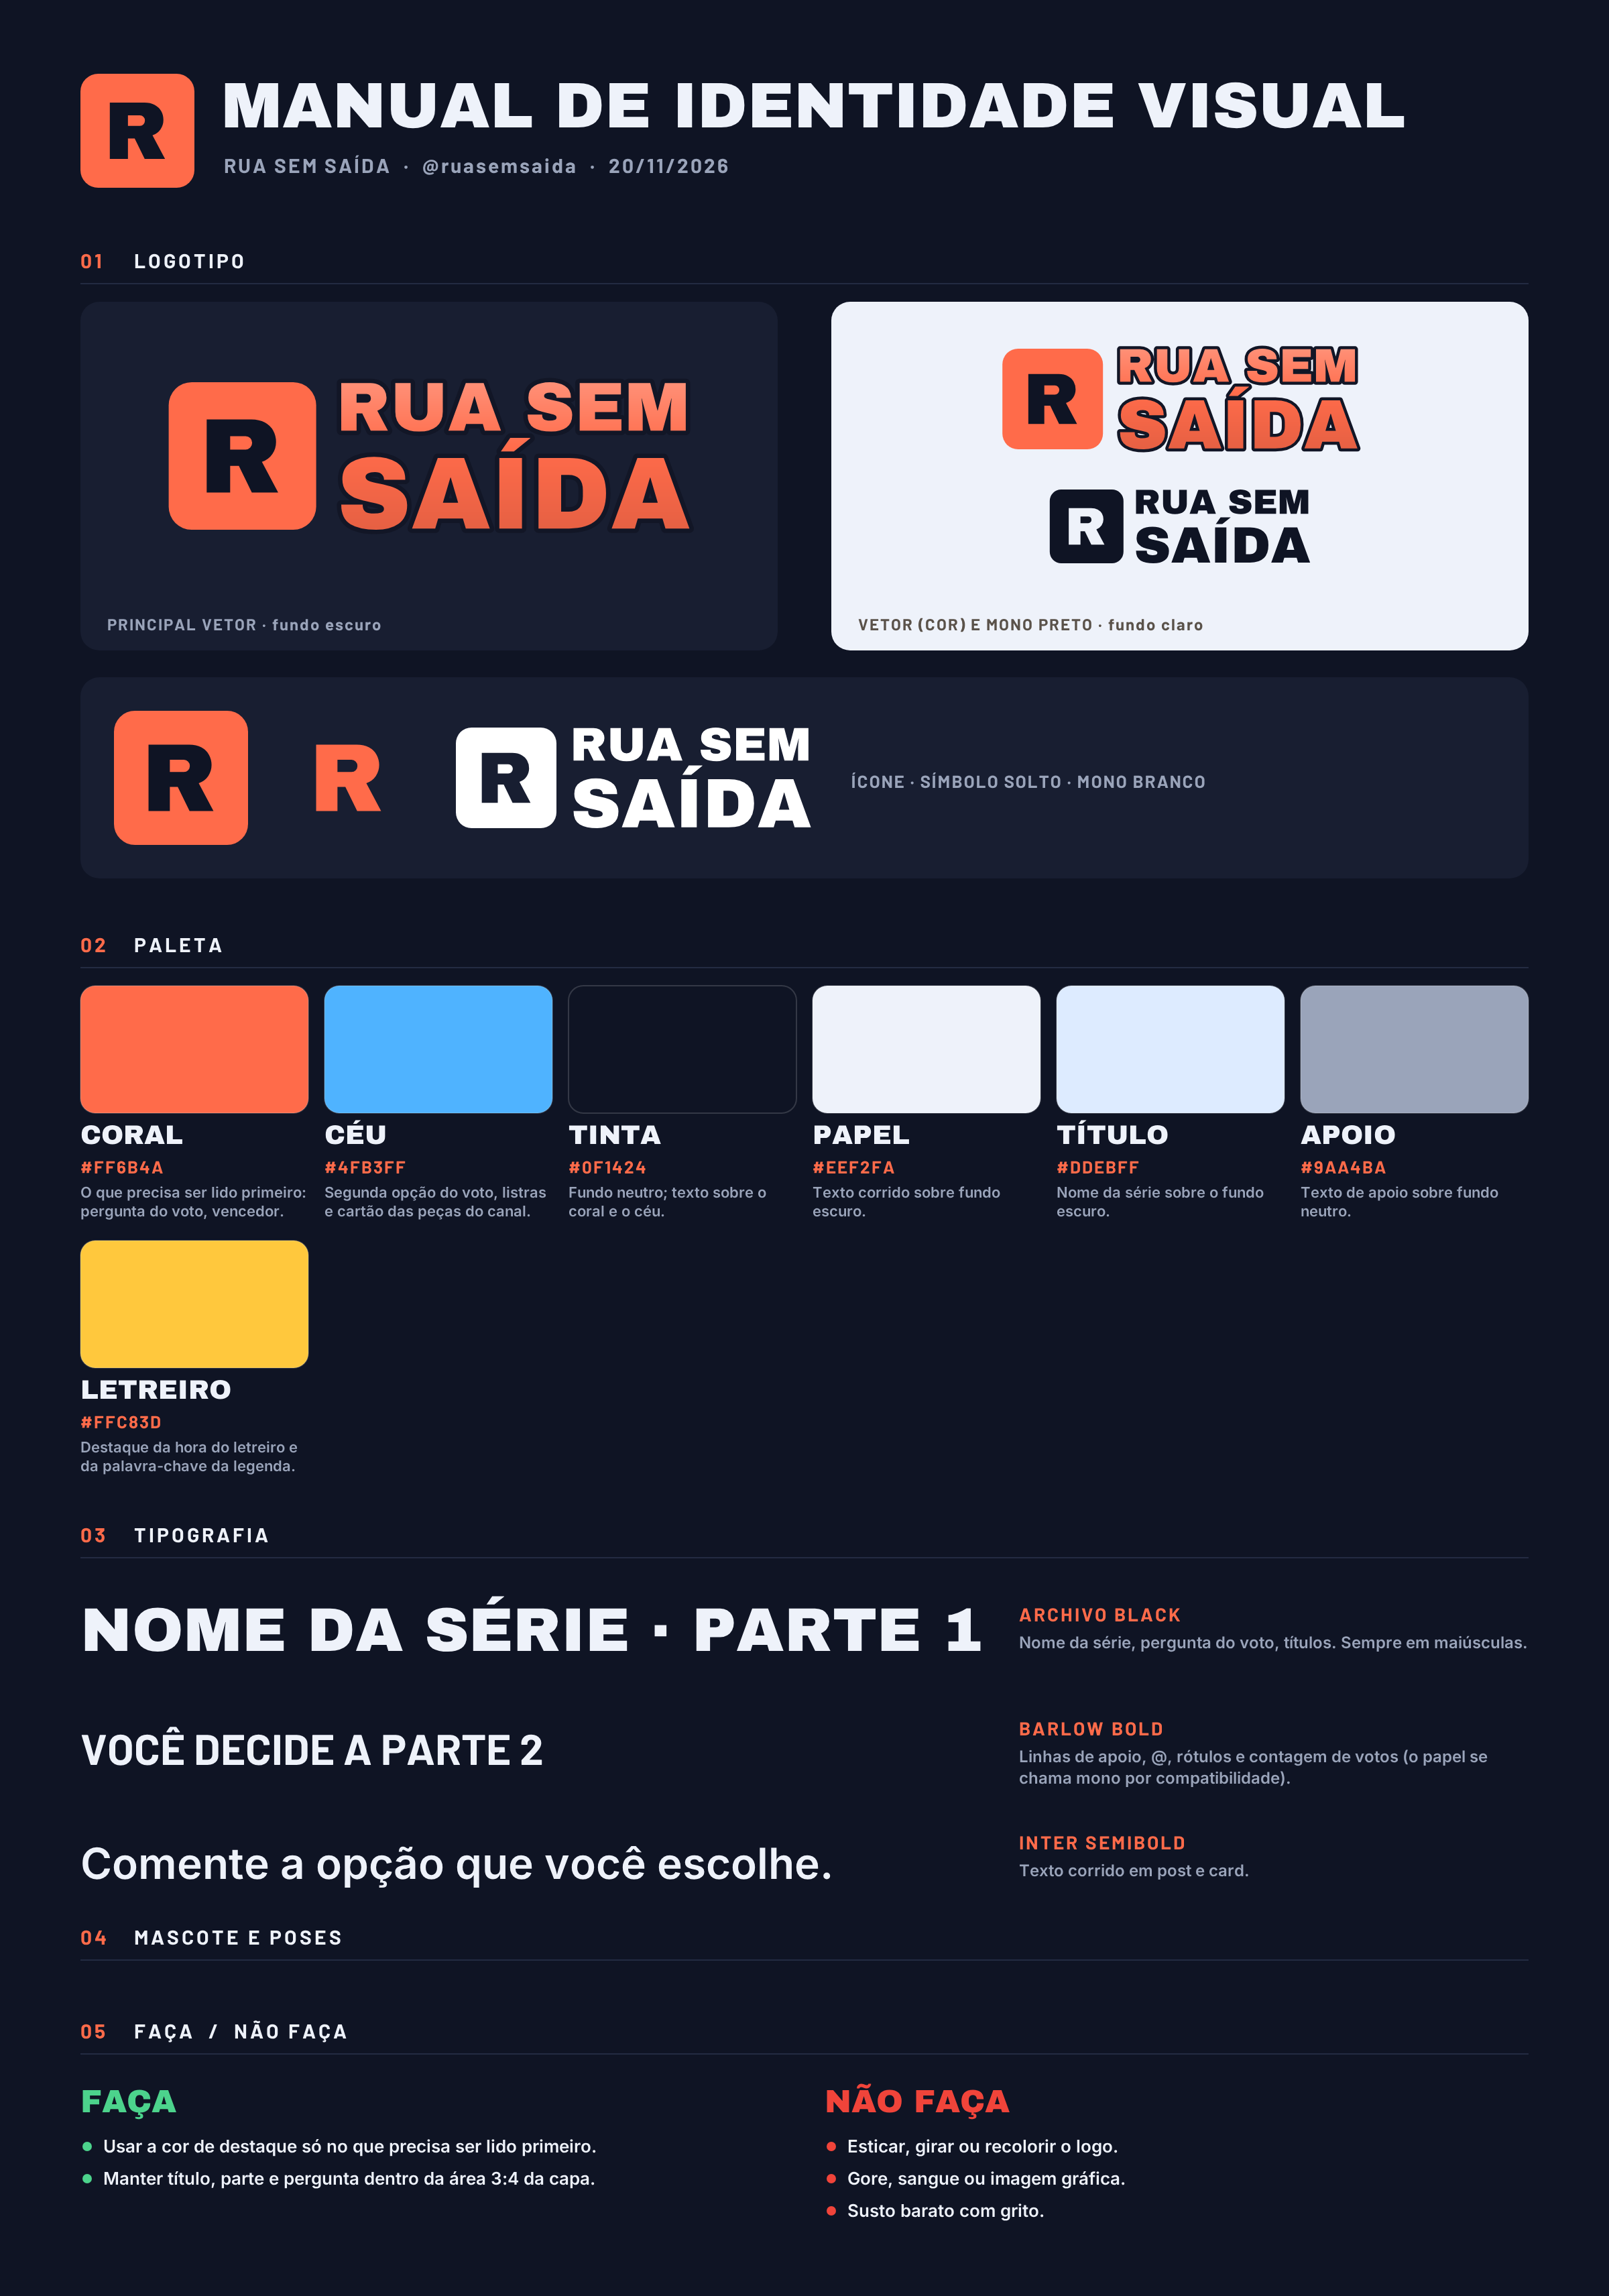 R
MANUAL DE IDENTIDADE VISUAL
RUA SEM SAÍDA · @ruasemsaida · 20/11/2026
01 LOGOTIPO
R
RUA SEM
SAÍDA
PRINCIPAL VETOR · fundo escuro
R
RUA SEM
SAÍDA
R
RUA SEM
SAÍDA
VETOR (COR) E MONO PRETO · fundo claro
R
R
R
RUA SEM
SAÍDA
ÍCONE · SÍMBOLO SOLTO · MONO BRANCO
02 PALETA
CORAL
#FF6B4A
O que precisa ser lido primeiro:
pergunta do voto, vencedor.
CÉU
#4FB3FF
Segunda opção do voto, listras
e cartão das peças do canal.
TINTA
#0F1424
Fundo neutro; texto sobre o
coral e o céu.
PAPEL
#EEF2FA
Texto corrido sobre fundo
escuro.
TÍTULO
#DDEBFF
Nome da série sobre o fundo
escuro.
APOIO
#9AA4BA
Texto de apoio sobre fundo
neutro.
LETREIRO
#FFC83D
Destaque da hora do letreiro e
da palavra-chave da legenda.
03 TIPOGRAFIA
NOME DA SÉRIE · PARTE 1
ARCHIVO BLACK
Nome da série, pergunta do voto, títulos. Sempre em maiúsculas.
VOCÊ DECIDE A PARTE 2
BARLOW BOLD
Linhas de apoio, @, rótulos e contagem de votos (o papel se
chama mono por compatibilidade).
Comente a opção que você escolhe.
INTER SEMIBOLD
Texto corrido em post e card.
04 MASCOTE E POSES
05 FAÇA / NÃO FAÇA
FAÇA
Usar a cor de destaque só no que precisa ser lido primeiro.
Manter título, parte e pergunta dentro da área 3:4 da capa.
NÃO FAÇA
Esticar, girar ou recolorir o logo.
Gore, sangue ou imagem gráfica.
Susto barato com grito.